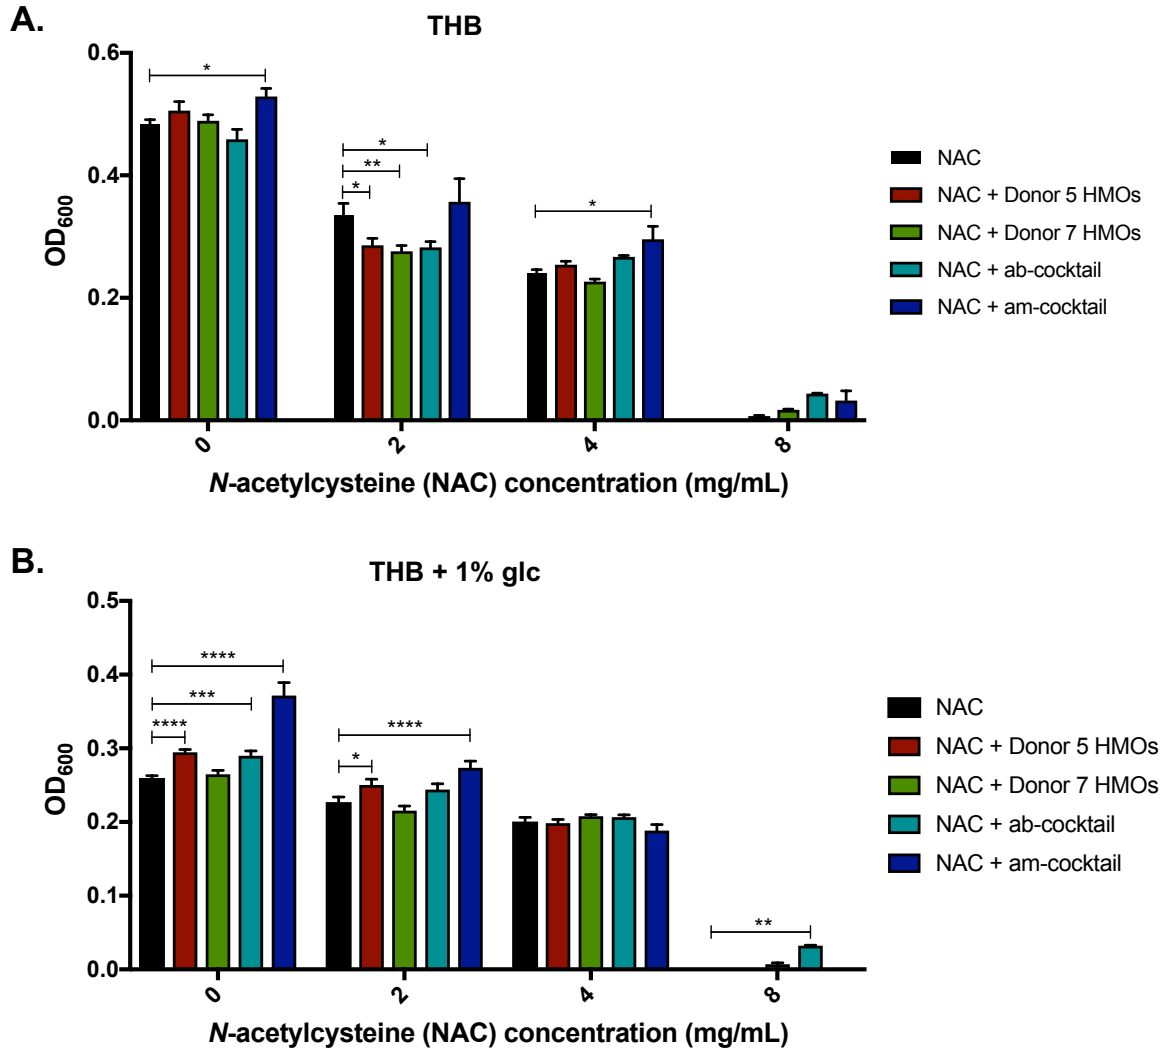 A.
THB
0.6
*
*
**
*
*
0.4
0.2
0.0
OD600
0
2
4
8
N-acetylcysteine (NAC) concentration (mg/mL)
NAC
NAC + Donor 5 HMOs
NAC + Donor 7 HMOs
NAC + ab-cocktail
NAC + am-cocktail
B.
THB + 1% glc
0.5
0.4
0.3
0.2
0.1
0.0
OD600
****
***
****
****
*
**
0
2
4
8
N-acetylcysteine (NAC) concentration (mg/mL)
NAC
NAC + Donor 5 HMOs
NAC + Donor 7 HMOs
NAC + ab-cocktail
NAC + am-cocktail